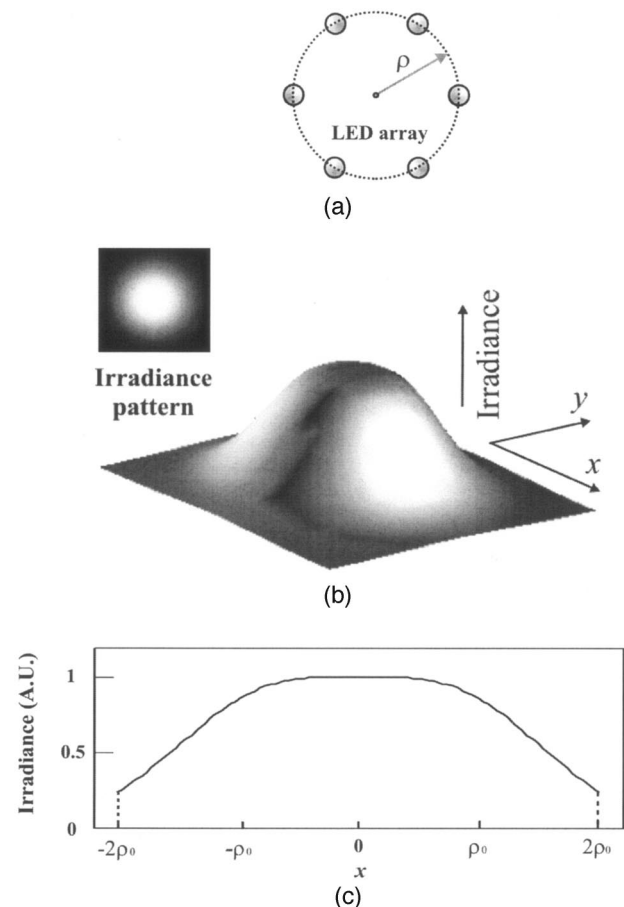 ρ
LED array
(a)
Irradiance
pattern
Irradiance
y
x
(b)
Irradiance (A.U.)
1
0.5
0
-2ρ₀
-ρ₀
0
ρ₀
2ρ₀
x
(c)